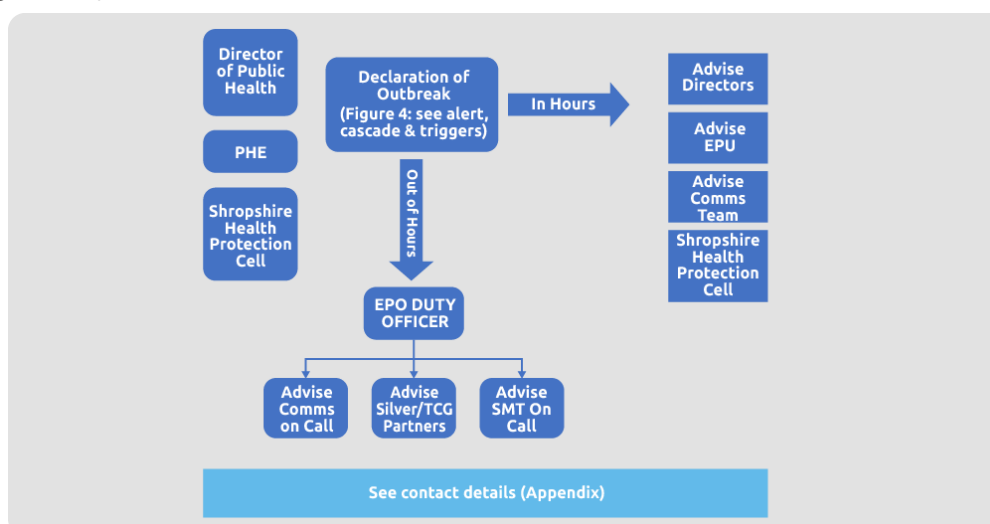 Director
of Public
Health
PHE
Shropshire
Health
Protection
Cell
Declaration of
Outbreak
(Figure 4: see alert,
cascade & triggers)
In Hours
Advise
Directors
Advise
EPU
Advise
Comms
Team
Shropshire
Health
Protection
Cell
Out of Hours
EPO DUTY
OFFICER
Advise
Comms
on Call
Advise
Silver/TCG
Partners
Advise
SMT On
Call
See contact details (Appendix)